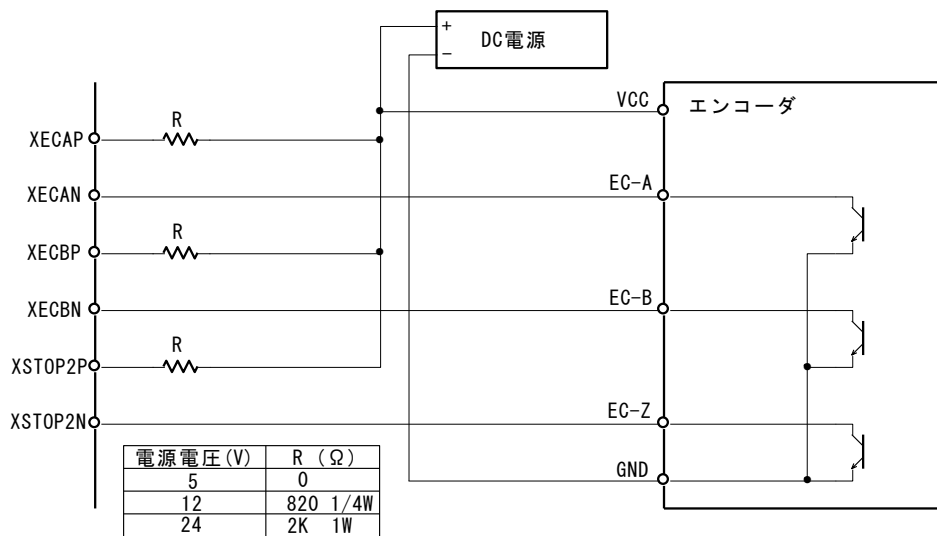 +
DC電源
−
VCC
エンコーダ
R
XECAP
EC-A
XECAN
R
XECBP
EC-B
XECBN
R
XSTOP2P
EC-Z
XSTOP2N
GND
電源電圧(V) R (Ω)
5 0
12 820 1/4W
24 2K 1W